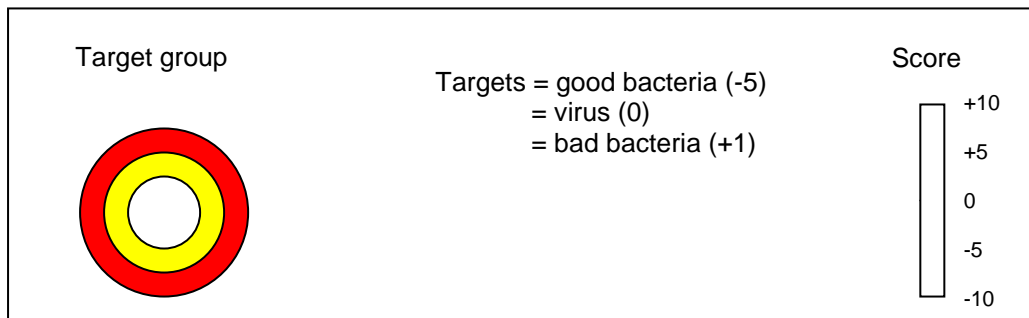 Target group
Targets = good bacteria (-5)
= virus (0)
= bad bacteria (+1)
Score
+10
+5
0
-5
-10